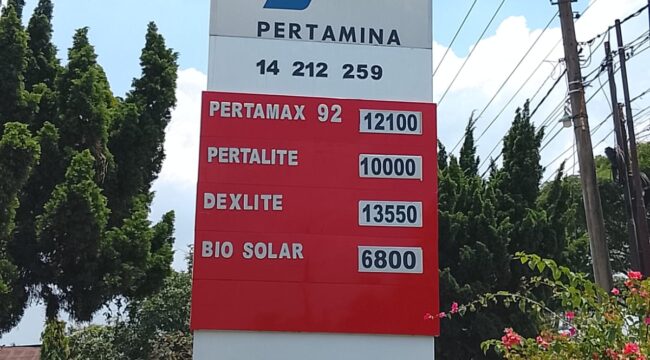 PERTAMINA
14 212 259
PERTAMAX 92 12100
PERTALITE 10000
DEXLITE 13550
BIO SOLAR 6800